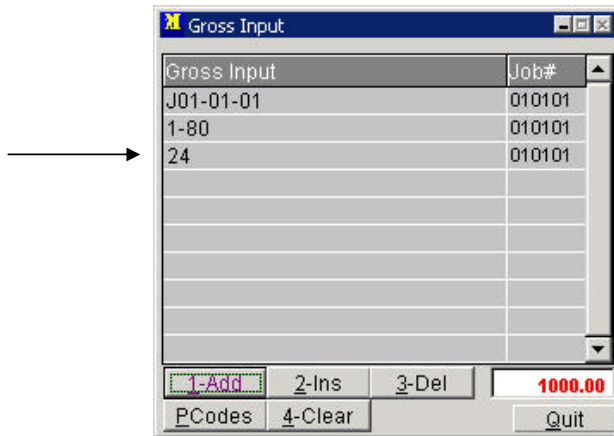 M Gross Input
Gross Input Job#
J01-01-01 010101
1-80 010101
24 010101
1-Add 2-Ins 3-Del 1000.00
PCodes 4-Clear Quit